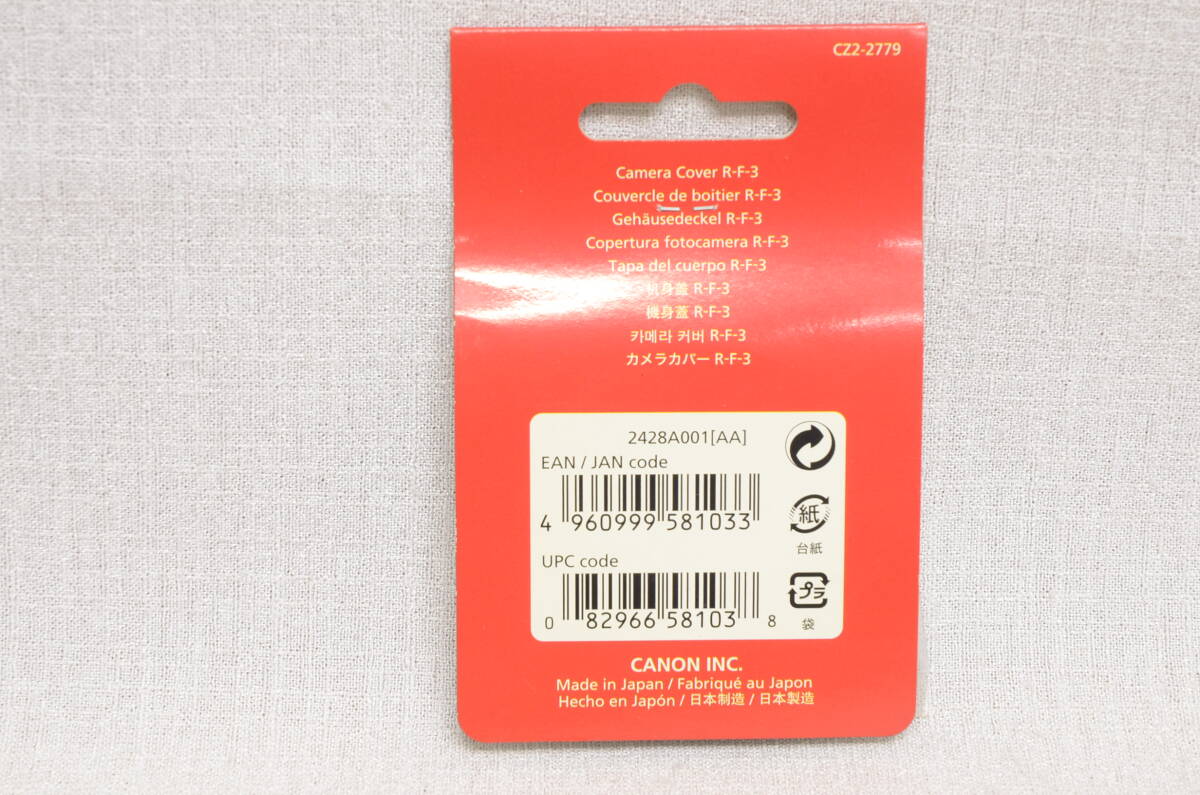 CZ2-2779
Camera Cover R-F-3
Couvercle de boitier R-F-3
Gehäusedeckel R-F-3
Copertura fotocamera R-F-3
Tapa del cuerpo R-F-3
机身盖 R-F-3
機身蓋 R-F-3
카메라 커버 R-F-3
カメラカバー R-F-3
2428A001[AA]
EAN / JAN code
4 960999 581033
紙
台紙
UPC code
0 82966 58103 8
プラ
袋
CANON INC.
Made in Japan / Fabriqué au Japon
Hecho en Japón / 日本制造 / 日本製造